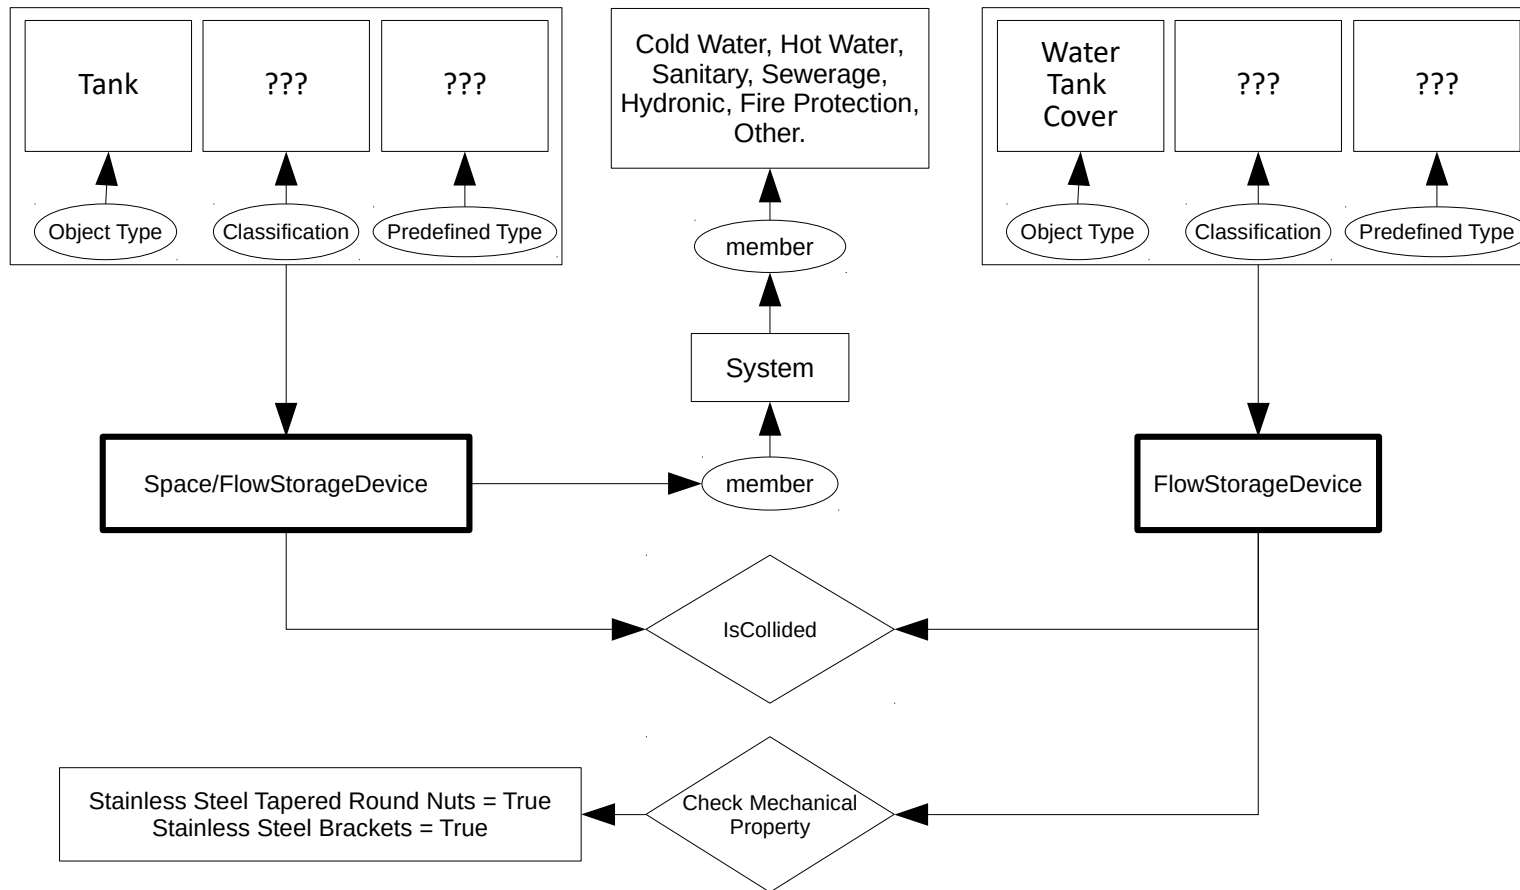 Tank
???
???
Object Type
Classification
Predefined Type
Cold Water, Hot Water,
Sanitary, Sewerage,
Hydronic, Fire Protection,
Other.
member
System
member
Water
Tank
Cover
???
???
Object Type
Classification
Predefined Type
Space/FlowStorageDevice
FlowStorageDevice
IsCollided
Check Mechanical
Property
Stainless Steel Tapered Round Nuts = True
Stainless Steel Brackets = True